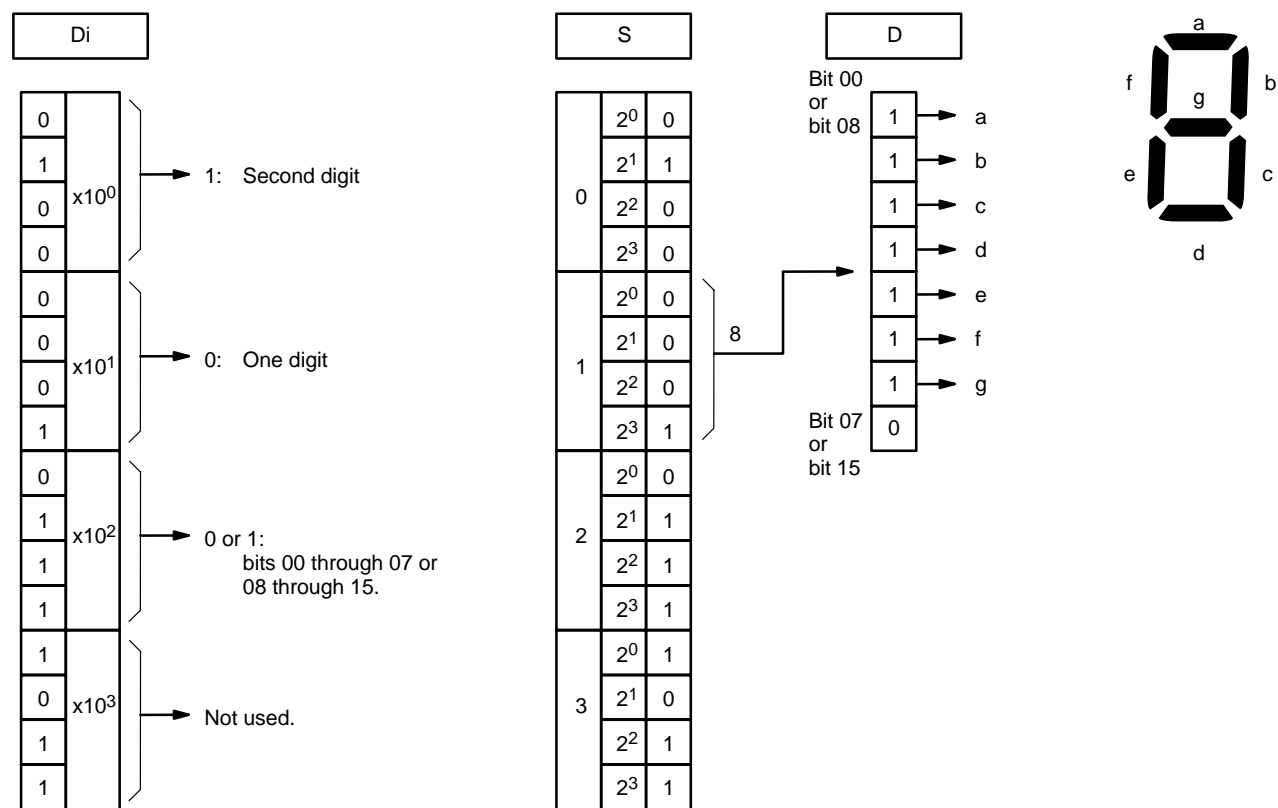 Di
S
D
a
f
b
g
e
c
d
0
1
0
0
x10⁰
1: Second digit
0
0
0
1
x10¹
0: One digit
0
1
1
1
x10²
0 or 1:
bits 00 through 07 or
08 through 15.
1
0
1
1
x10³
Not used.
0
2⁰ 0
2¹ 1
2² 0
2³ 0
1
2⁰ 0
2¹ 0
2² 0
2³ 1
8
2
2⁰ 0
2¹ 1
2² 1
2³ 1
3
2⁰ 1
2¹ 0
2² 1
2³ 1
Bit 00
or
bit 08
1 a
1 b
1 c
1 d
1 e
1 f
1 g
0
Bit 07
or
bit 15